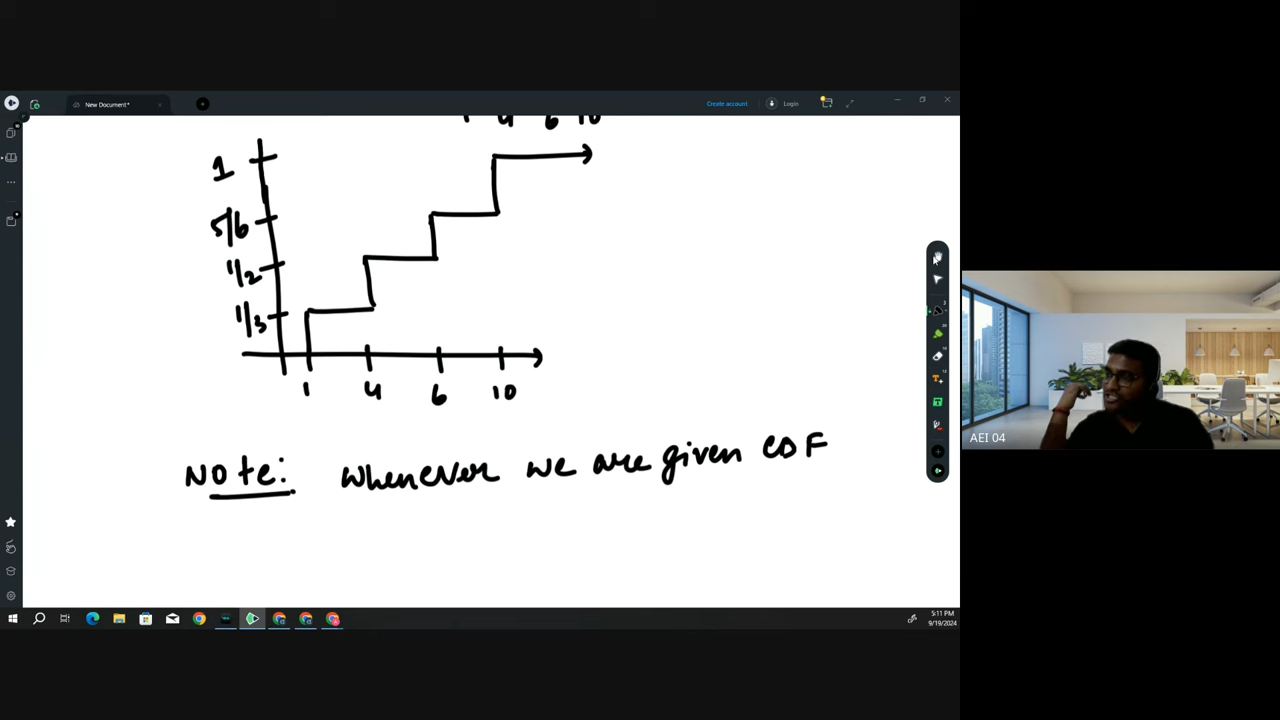 New Document*
Create account
Login
1
5/6
1/2
1/3
1 4 6 10
Note: Whenever we are given CDF
AEI 04
5:11 PM
9/19/2024